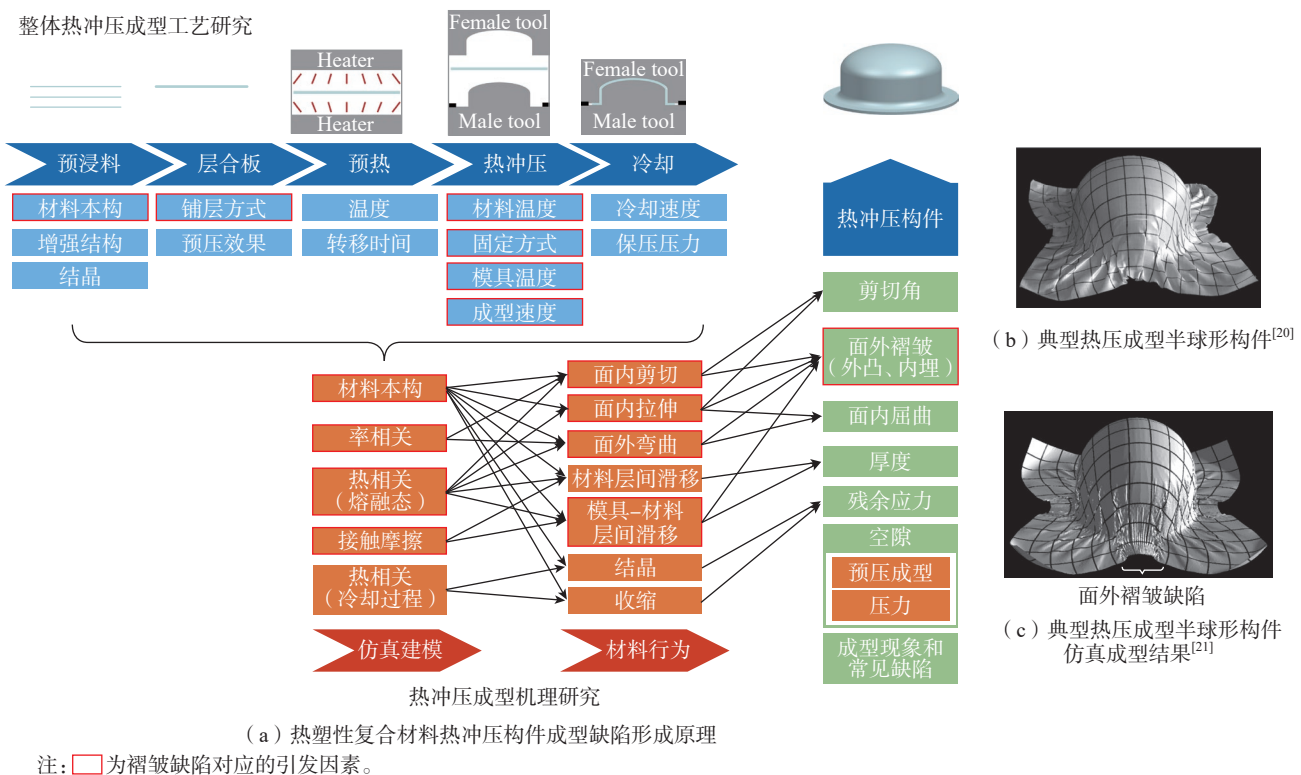 整体热冲压成型工艺研究
Heater
Heater
Female tool
Male tool
Female tool
Male tool
预浸料
层合板
预热
热冲压
冷却
材料本构
增强结构
结晶
铺层方式
预压效果
温度
转移时间
材料温度
固定方式
模具温度
成型速度
冷却速度
保压压力
热冲压构件
材料本构
率相关
热相关
（熔融态）
接触摩擦
热相关
（冷却过程）
仿真建模
面内剪切
面内拉伸
面外弯曲
材料层间滑移
模具–材料
层间滑移
结晶
收缩
材料行为
剪切角
面外褶皱
（外凸、内埋）
面内屈曲
厚度
残余应力
空隙
预压成型
压力
成型现象和
常见缺陷
热冲压成型机理研究
（a）热塑性复合材料热冲压构件成型缺陷形成原理
（b）典型热压成型半球形构件[20]
面外褶皱缺陷
（c）典型热压成型半球形构件
仿真成型结果[21]
注：为褶皱缺陷对应的引发因素。